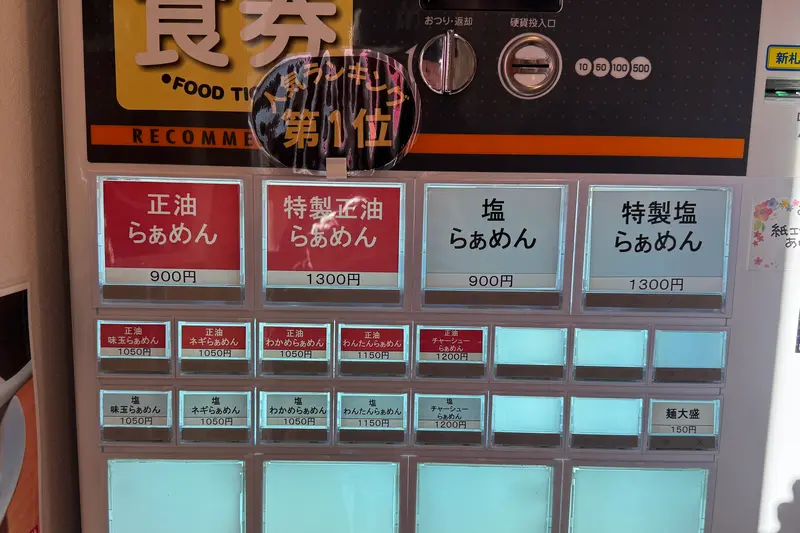 食券
•FOOD TIC
おつり・返却
硬貨投入口
10 50 100 500
人気ランキング
第1位
RECOMME
新札
正油
らぁめん
900円
特製正油
らぁめん
1300円
塩
らぁめん
900円
特製塩
らぁめん
1300円
正油
味玉らぁめん
1050円
正油
ネギらぁめん
1050円
正油
わかめらぁめん
1050円
正油
わんたんらぁめん
1150円
正油
チャーシュー
らぁめん
1200円
塩
味玉らぁめん
1050円
塩
ネギらぁめん
1050円
塩
わかめらぁめん
1050円
塩
わんたんらぁめん
1150円
塩
チャーシュー
らぁめん
1200円
麺大盛
150円
紙エ
あ